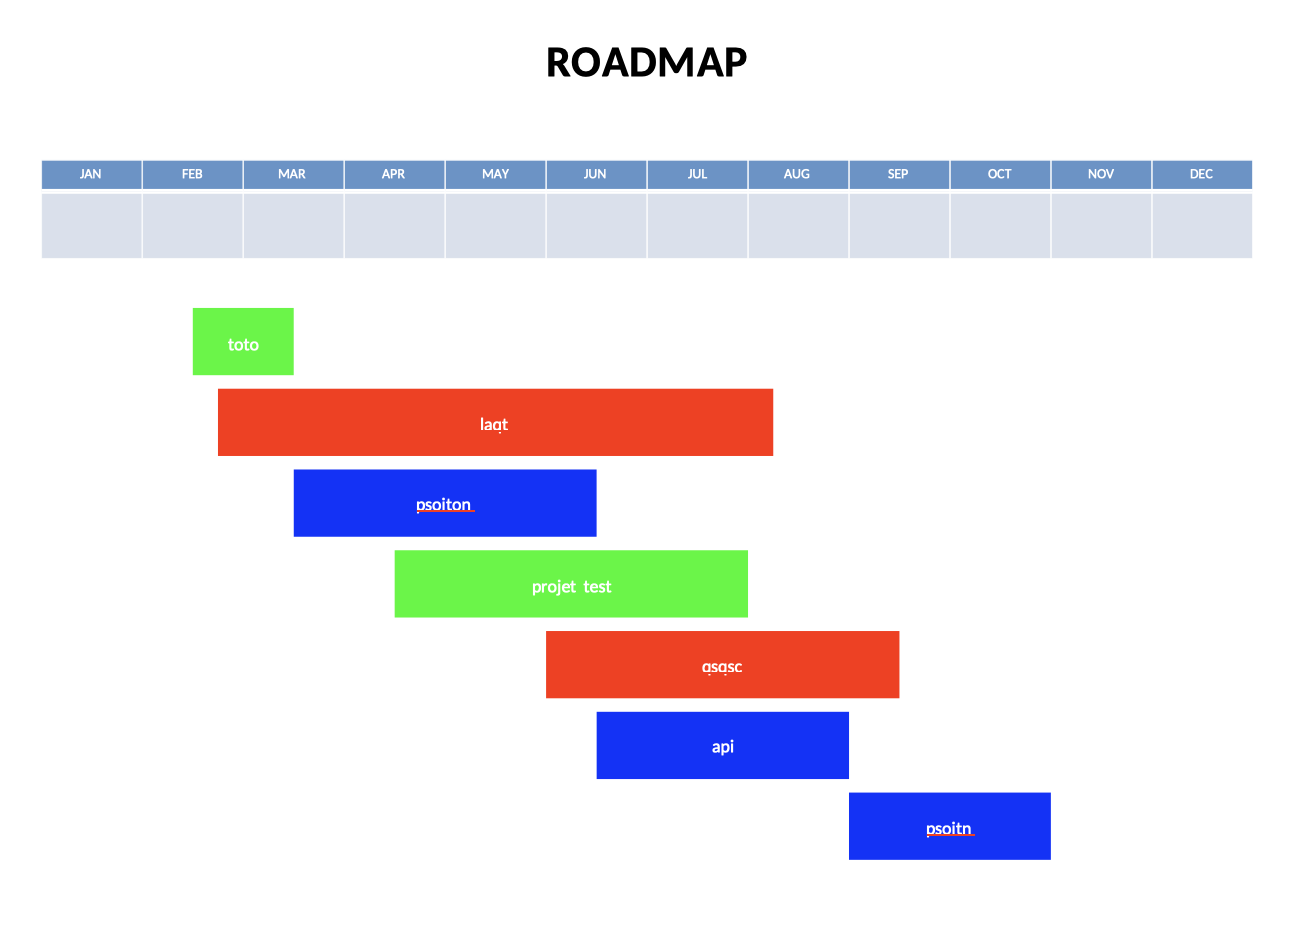 ROADMAP
JAN FEB MAR APR MAY JUN JUL AUG SEP OCT NOV DEC
toto
laqt
psoiton
projet test
qsqsc
api
psoitn